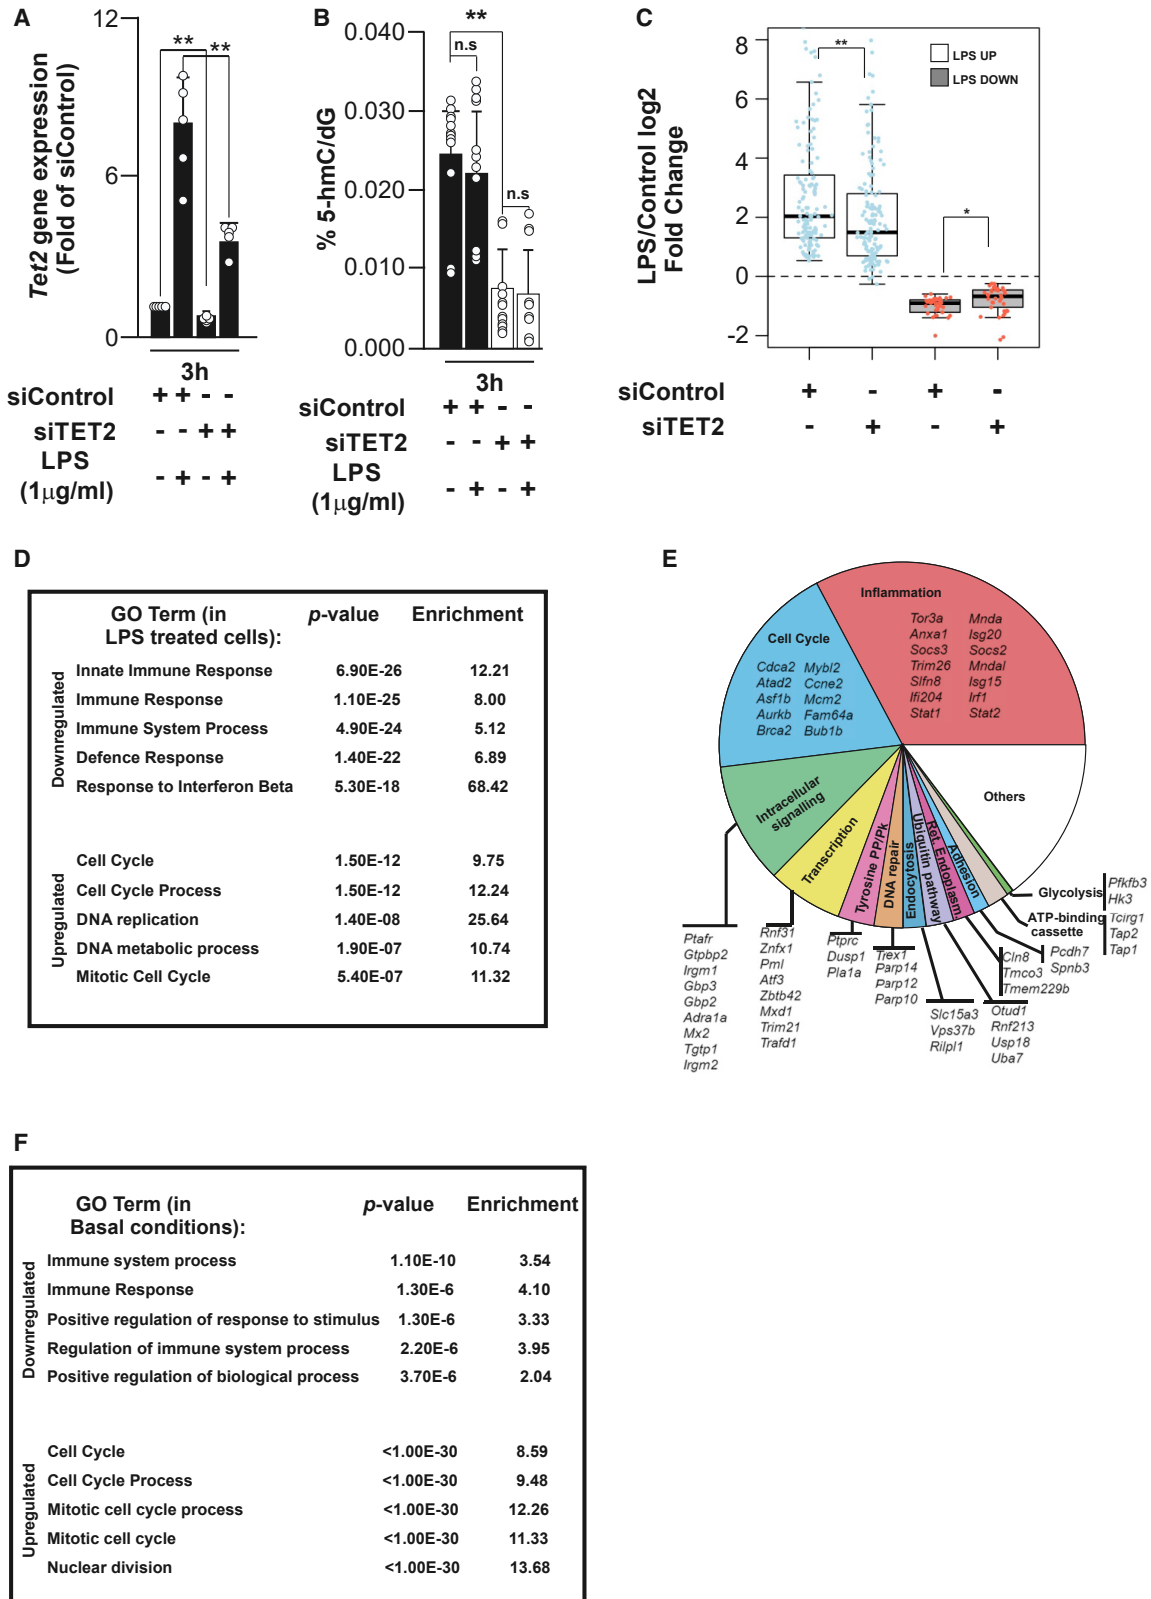 A
12
6
0
Tet2 gene expression
(Fold of siControl)
**
**
3h
siControl + + - -
siTET2 - - + +
LPS
(1µg/ml) - + - +
B
0.040
0.030
0.020
0.010
0.000
% 5-hmC/dG
**
n.s
n.s
3h
siControl + + - -
siTET2 - - + +
LPS
(1µg/ml) - + - +
C
8
6
4
2
0
-2
LPS/Control log2
Fold Change
**
*
LPS UP
LPS DOWN
siControl + - + -
siTET2 - + - +
D
GO Term (in LPS treated cells): p-value Enrichment
Downregulated
Innate Immune Response 6.90E-26 12.21
Immune Response 1.10E-25 8.00
Immune System Process 4.90E-24 5.12
Defence Response 1.40E-22 6.89
Response to Interferon Beta 5.30E-18 68.42
Upregulated
Cell Cycle 1.50E-12 9.75
Cell Cycle Process 1.50E-12 12.24
DNA replication 1.40E-08 25.64
DNA metabolic process 1.90E-07 10.74
Mitotic Cell Cycle 5.40E-07 11.32
E
Inflammation
Tor3a Mnda
Anxa1 Isg20
Socs3 Socs2
Trim26 Mndal
Slfn8 Isg15
Ifi204 Irf1
Stat1 Stat2
Cell Cycle
Cdca2 Mybl2
Atad2 Ccne2
Asf1b Mcm2
Aurkb Fam64a
Brca2 Bub1b
Intracellular
signalling
Transcription
Tyrosine PP/Pk
DNA repair
Endocytosis
Ubiquitin pathway
Ret. Endoplasm.
Adhesion
Others
Glycolysis
ATP-binding
cassette
Pfkfb3
Hk3
Tcirg1
Tap2
Tap1
Pcdh7
Spnb3
Cln8
Tmco3
Tmem229b
Otud1
Rnf213
Usp18
Uba7
Slc15a3
Vps37b
Rilpl1
Trex1
Parp14
Parp12
Parp10
Ptprc
Dusp1
Pla1a
Rnf31
Znfx1
Pml
Atf3
Zbtb42
Mxd1
Trim21
Trafd1
Ptafr
Gtpbp2
Irgm1
Gbp3
Gbp2
Adra1a
Mx2
Tgtp1
Irgm2
F
GO Term (in Basal conditions): p-value Enrichment
Downregulated
Immune system process 1.10E-10 3.54
Immune Response 1.30E-6 4.10
Positive regulation of response to stimulus 1.30E-6 3.33
Regulation of immune system process 2.20E-6 3.95
Positive regulation of biological process 3.70E-6 2.04
Upregulated
Cell Cycle <1.00E-30 8.59
Cell Cycle Process <1.00E-30 9.48
Mitotic cell cycle process <1.00E-30 12.26
Mitotic cell cycle <1.00E-30 11.33
Nuclear division <1.00E-30 13.68